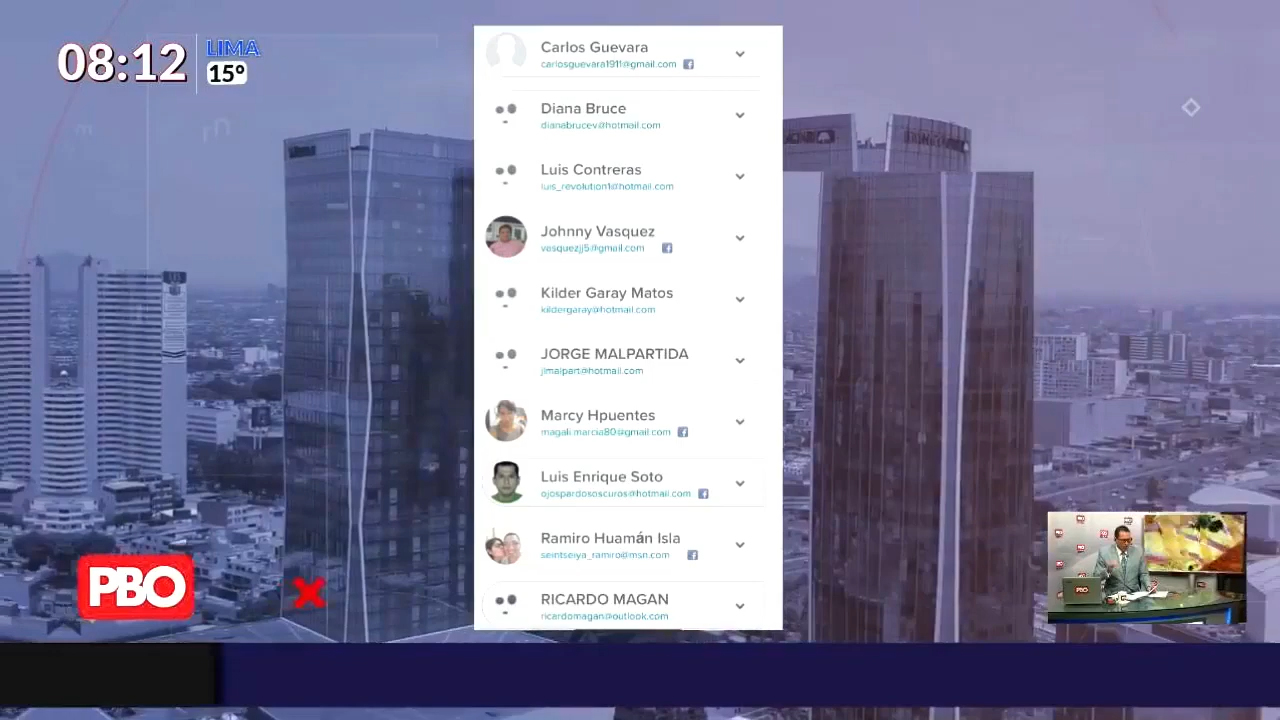 08:12
LIMA
15°
Carlos Guevara
carlosguevara1911@gmail.com
Diana Bruce
dianabrucev@hotmail.com
Luis Contreras
luis_revolution1@hotmail.com
Johnny Vasquez
vasquezjj5@gmail.com
Kilder Garay Matos
kildergaray@hotmail.com
JORGE MALPARTIDA
jlmalpart@hotmail.com
Marcy Hpuentes
magali.marcia80@gmail.com
Luis Enrique Soto
ojospardososcuros@hotmail.com
Ramiro Huamán Isla
seintseiya_ramiro@msn.com
RICARDO MAGAN
ricardomagan@outlook.com
PBO
PBO